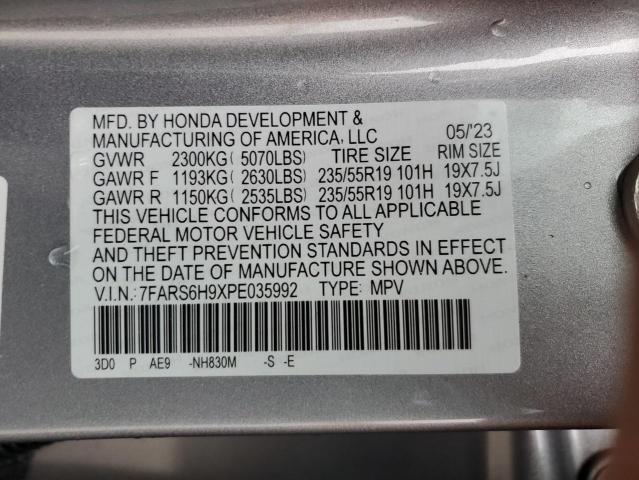 MFD. BY HONDA DEVELOPMENT &
MANUFACTURING OF AMERICA, LLC 05/'23
GVWR 2300KG( 5070LBS) TIRE SIZE RIM SIZE
GAWR F 1193KG( 2630LBS) 235/55R19 101H 19X7.5J
GAWR R 1150KG( 2535LBS) 235/55R19 101H 19X7.5J
THIS VEHICLE CONFORMS TO ALL APPLICABLE
FEDERAL MOTOR VEHICLE SAFETY
AND THEFT PREVENTION STANDARDS IN EFFECT
ON THE DATE OF MANUFACTURE SHOWN ABOVE.
V.I.N.: 7FARS6H9XPE035992 TYPE: MPV
3D0 P AE9 -NH830M -S -E